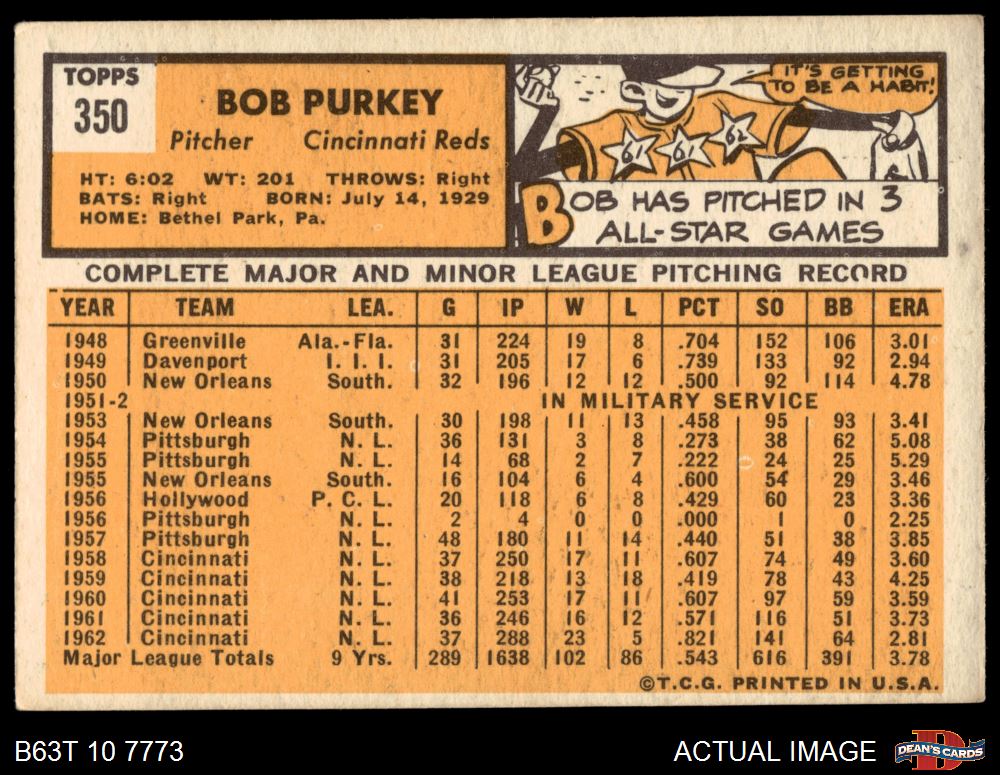 TOPPS
350
BOB PURKEY
Pitcher Cincinnati Reds
HT: 6:02 WT: 201 THROWS: Right
BATS: Right BORN: July 14, 1929
HOME: Bethel Park, Pa.
IT'S GETTING
TO BE A HABIT!
61 61 62
BOB HAS PITCHED IN 3
ALL-STAR GAMES
COMPLETE MAJOR AND MINOR LEAGUE PITCHING RECORD
YEAR TEAM LEA. G IP W L PCT SO BB ERA
1948 Greenville Ala.-Fla. 31 224 19 8 .704 152 106 3.01
1949 Davenport I. I. I. 31 205 17 6 .739 133 92 2.94
1950 New Orleans South. 32 196 12 12 .500 92 114 4.78
1951-2 IN MILITARY SERVICE
1953 New Orleans South. 30 198 11 13 .458 95 93 3.41
1954 Pittsburgh N. L. 36 131 3 8 .273 38 62 5.08
1955 Pittsburgh N. L. 14 68 2 7 .222 24 25 5.29
1955 New Orleans South. 16 104 6 4 .600 54 29 3.46
1956 Hollywood P. C. L. 20 118 6 8 .429 60 23 3.36
1956 Pittsburgh N. L. 2 4 0 0 .000 1 0 2.25
1957 Pittsburgh N. L. 48 180 11 14 .440 51 38 3.85
1958 Cincinnati N. L. 37 250 17 11 .607 74 49 3.60
1959 Cincinnati N. L. 38 218 13 18 .419 78 43 4.25
1960 Cincinnati N. L. 41 253 17 11 .607 97 59 3.59
1961 Cincinnati N. L. 36 246 16 12 .571 116 51 3.73
1962 Cincinnati N. L. 37 288 23 5 .821 141 64 2.81
Major League Totals 9 Yrs. 289 1638 102 86 .543 616 391 3.78
©T.C.G. PRINTED IN U.S.A.
B63T 10 7773
ACTUAL IMAGE
DEAN'S CARDS